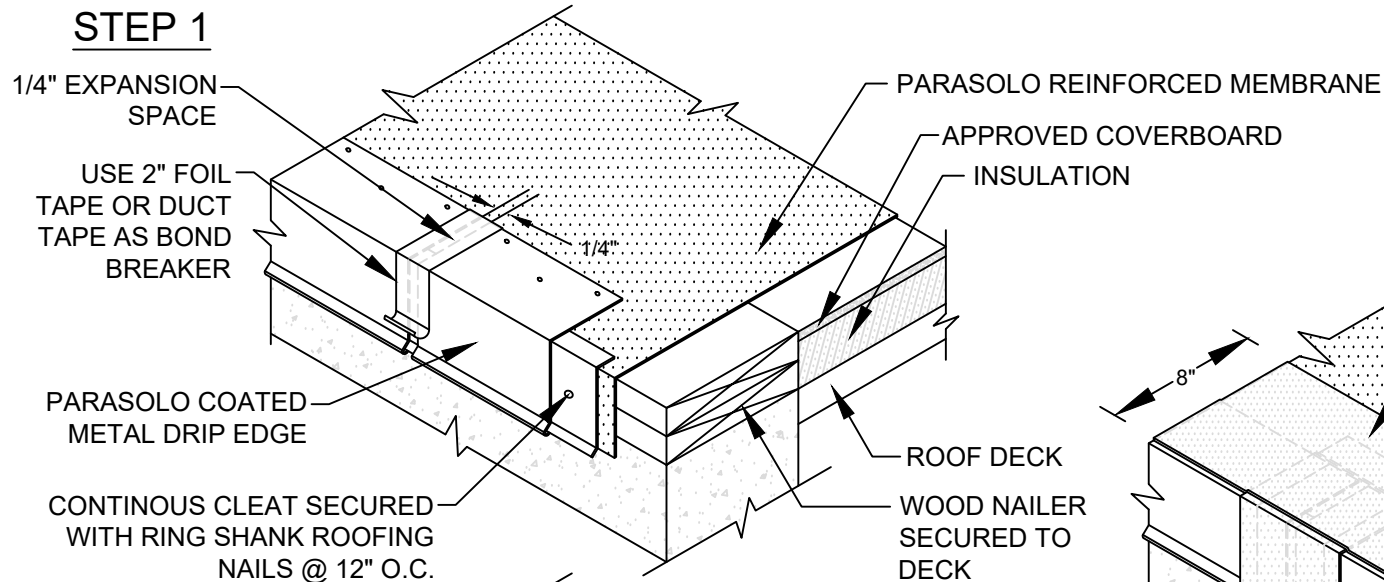 STEP 1
1/4" EXPANSION
SPACE
USE 2" FOIL
TAPE OR DUCT
TAPE AS BOND
BREAKER
PARASOLO COATED
METAL DRIP EDGE
CONTINOUS CLEAT SECURED
WITH RING SHANK ROOFING
NAILS @ 12" O.C.
1/4"
PARASOLO REINFORCED MEMBRANE
APPROVED COVERBOARD
INSULATION
ROOF DECK
WOOD NAILER
SECURED TO
DECK
8"